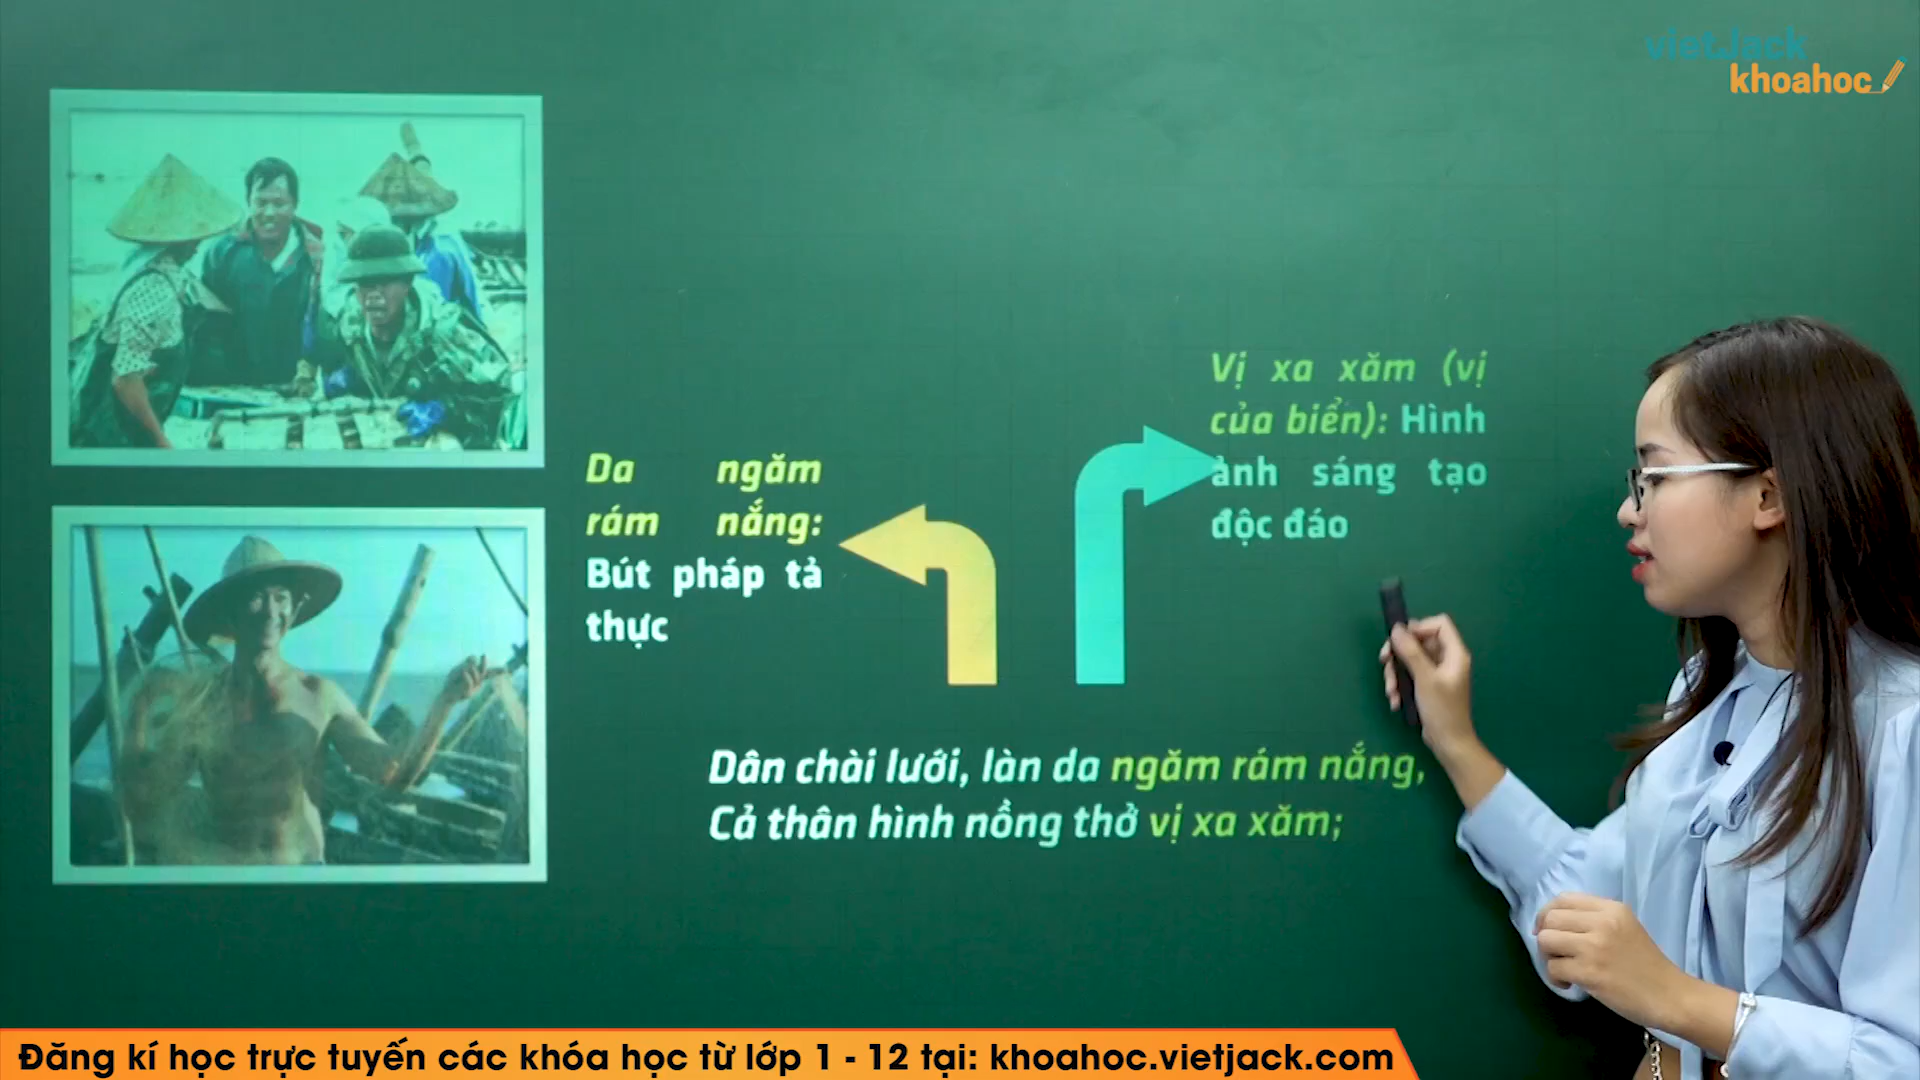 vietJack
khoahoc
Da ngăm
rám nắng:
Bút pháp tả
thực
Vị xa xăm (vị
của biển): Hình
ảnh sáng tạo
độc đáo
Dân chài lưới, làn da ngăm rám nắng,
Cả thân hình nồng thở vị xa xăm;
Đăng kí học trực tuyến các khóa học từ lớp 1 - 12 tại: khoahoc.vietjack.com